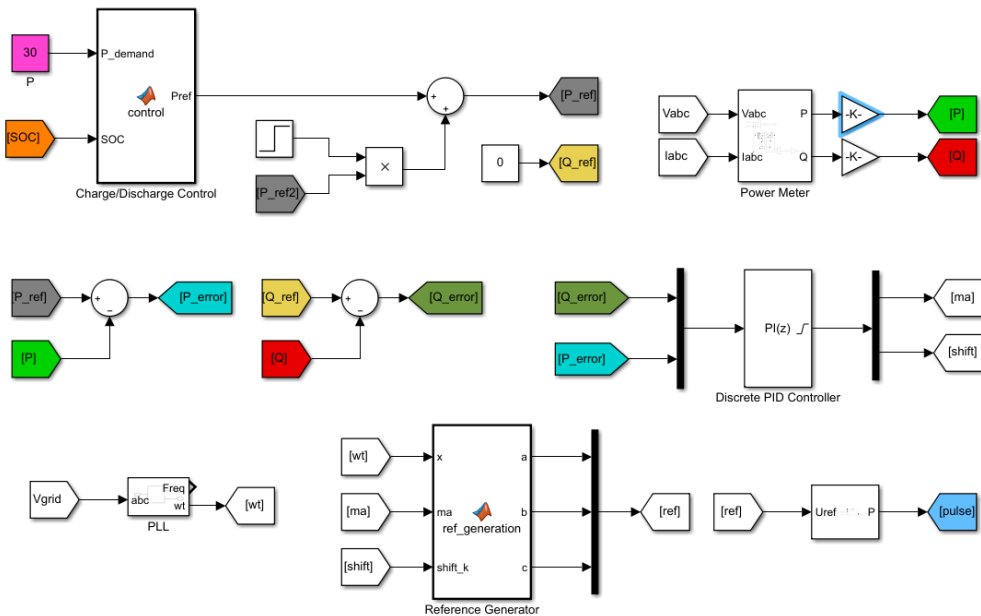 30
P
[SOC]
P_demand
control
Pref
SOC
Charge/Discharge Control
+
+
[P_ref]
[P_ref2]
×
0
[Q_ref]
Vabc
Iabc
Vabc
P
Iabc
Q
Power Meter
-K-
-K-
[P]
[Q]
[P_ref]
+
−
[P_error]
[P]
[Q_ref]
+
−
[Q_error]
[Q]
[Q_error]
[P_error]
PI(z)
Discrete PID Controller
[ma]
[shift]
Vgrid
abc
Freq
wt
PLL
[wt]
[wt]
[ma]
[shift]
x
a
ma
b
ref_generation
shift_k
c
Reference Generator
[ref]
[ref]
Uref
P
[pulse]